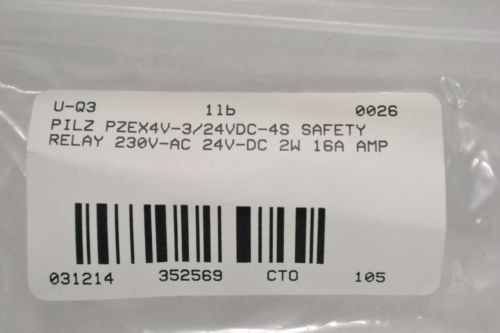 U-Q3 1lb 0026
PILZ PZEX4V-3/24VDC-4S SAFETY
RELAY 230V-AC 24V-DC 2W 16A AMP
031214 352569 CTO 105